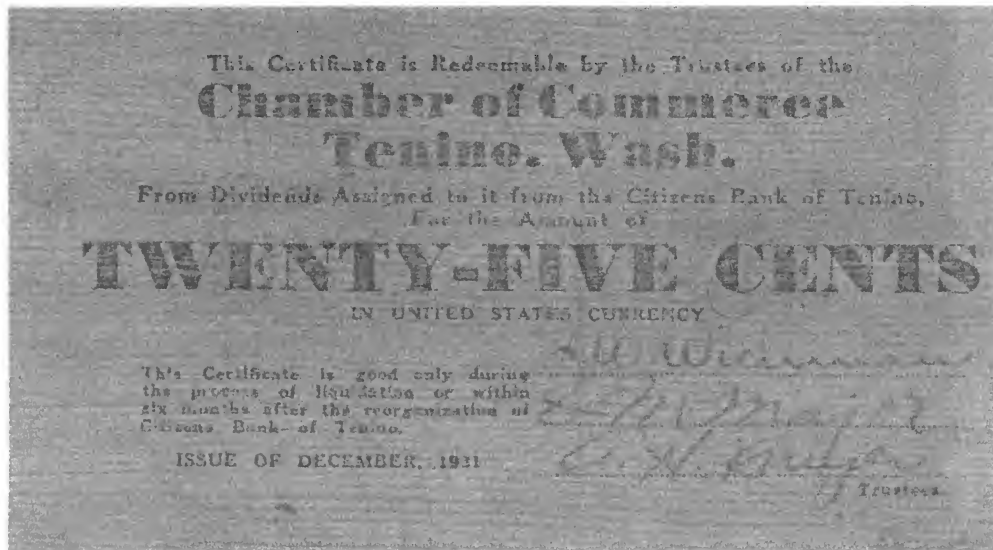 This Certificate is Redeemable by the Trustees of the
Chamber of Commerce
Tenino, Wash.
From Dividends Assigned to it from the Citizens Bank of Tenino,
For the Amount of
TWENTY-FIVE CENTS
IN UNITED STATES CURRENCY
This Certificate is good only during
the process of liquidation or within
six months after the reorganization of
Citizens Bank of Tenino.
ISSUE OF DECEMBER, 1931
Trustees